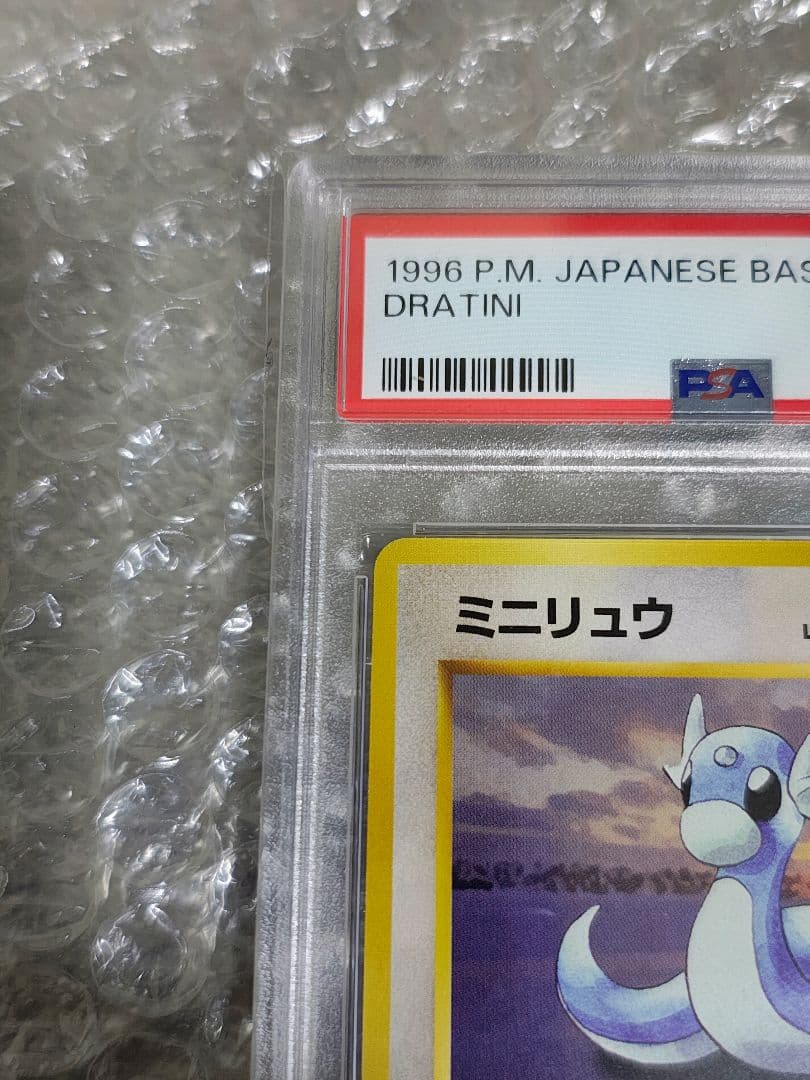 1996 P.M. JAPANESE BAS
DRATINI
PSA
ミニリュウ